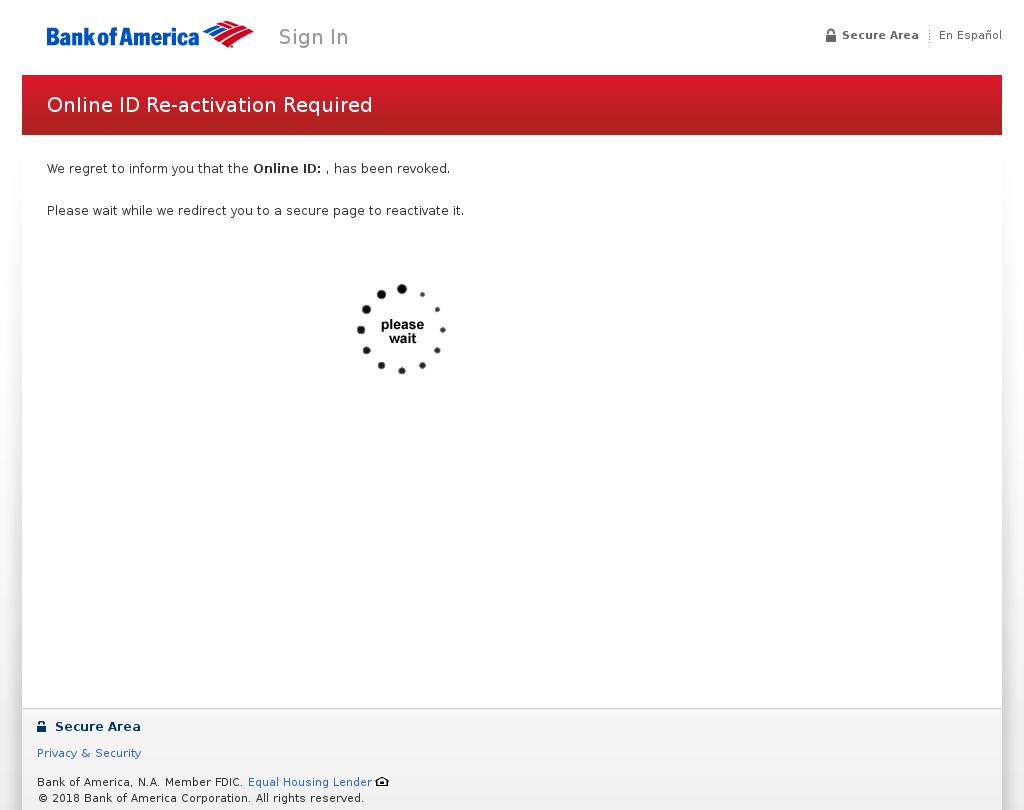 Bank of America Sign In
Secure Area En Español
Online ID Re-activation Required
We regret to inform you that the Online ID: , has been revoked.
Please wait while we redirect you to a secure page to reactivate it.
please
wait
Secure Area
Privacy & Security
Bank of America, N.A. Member FDIC. Equal Housing Lender
© 2018 Bank of America Corporation. All rights reserved.